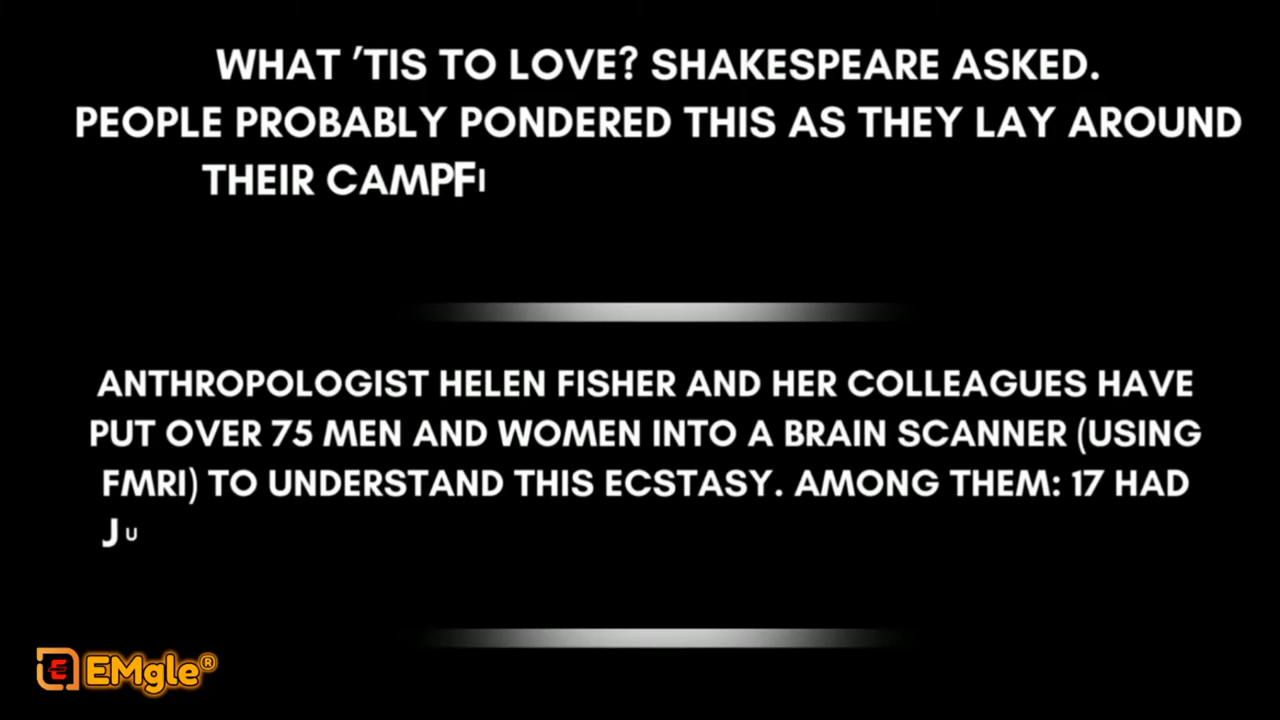 WHAT ’TIS TO LOVE? SHAKESPEARE ASKED.
PEOPLE PROBABLY PONDERED THIS AS THEY LAY AROUND
THEIR CAMPFI
ANTHROPOLOGIST HELEN FISHER AND HER COLLEAGUES HAVE
PUT OVER 75 MEN AND WOMEN INTO A BRAIN SCANNER (USING
FMRI) TO UNDERSTAND THIS ECSTASY. AMONG THEM: 17 HAD
JU
EMgle®